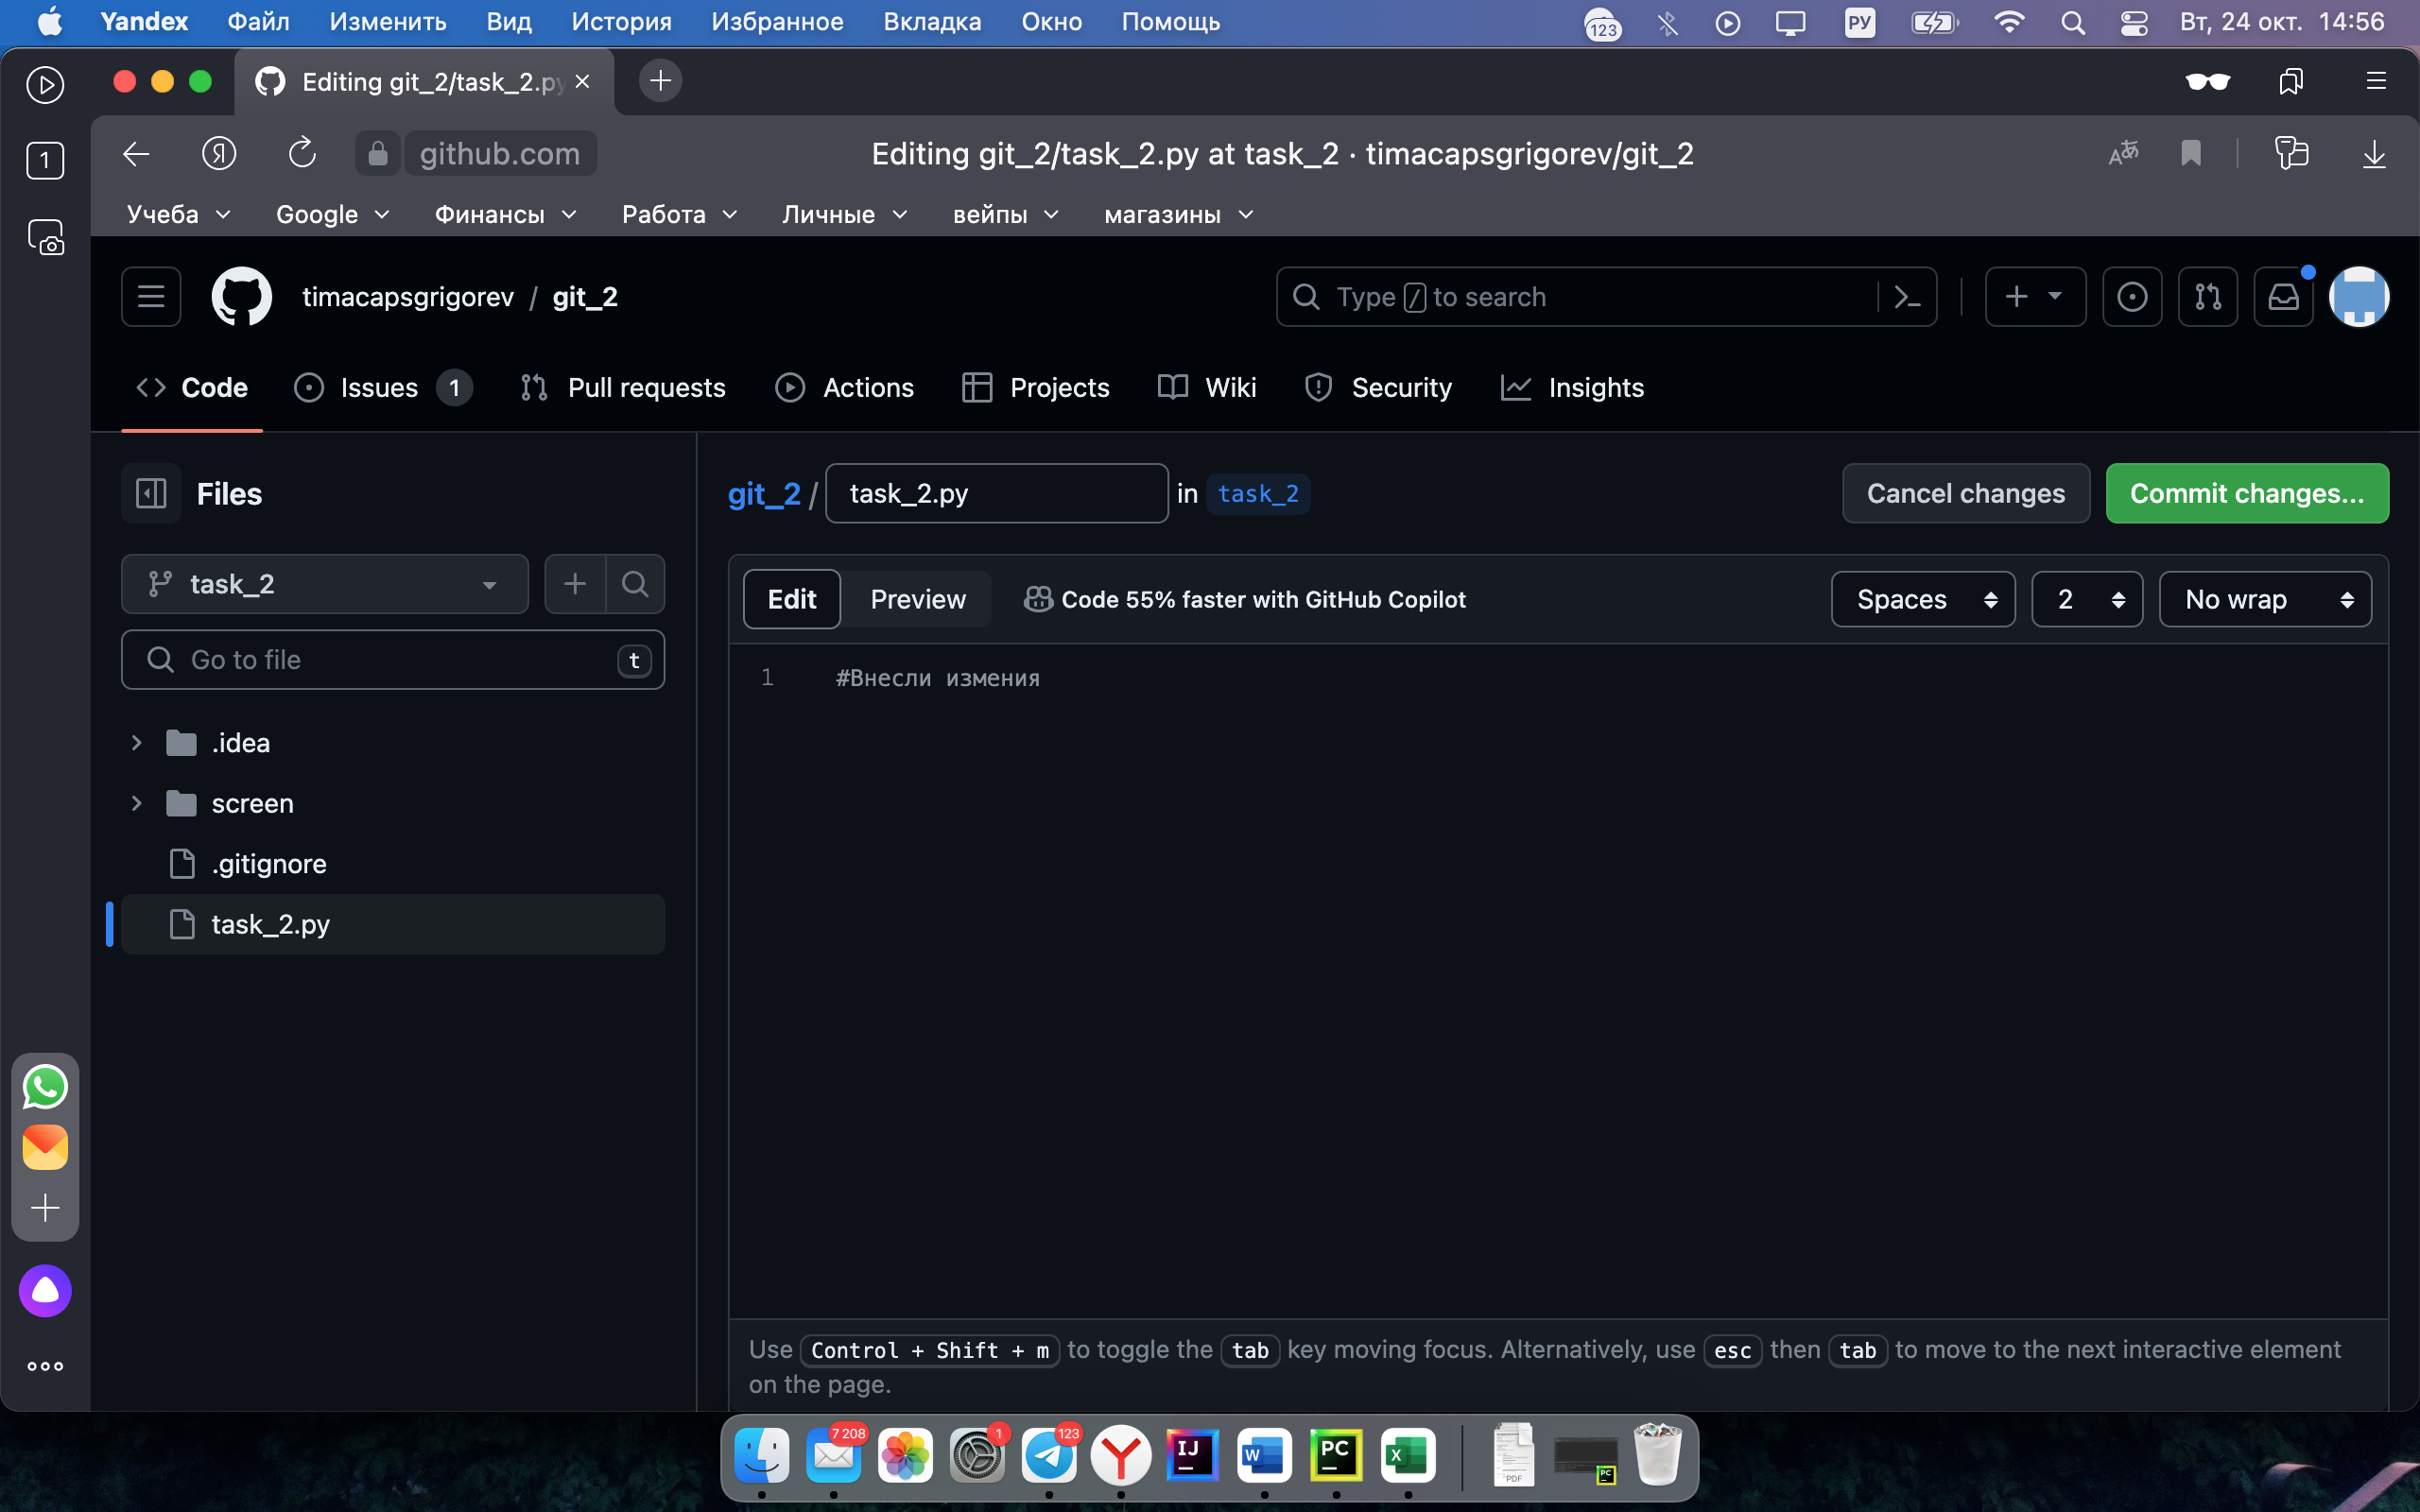 Yandex Файл Изменить Вид История Избранное Вкладка Окно Помощь 123 РУ Вт, 24 окт. 14:56
Editing git_2/task_2.py
1
Я github.com Editing git_2/task_2.py at task_2 · timacapsgrigorev/git_2
Учеба Google Финансы Работа Личные вейпы магазины
timacapsgrigorev / git_2 Type / to search
Code Issues 1 Pull requests Actions Projects Wiki Security Insights
Files
git_2 / task_2.py in task_2 Cancel changes Commit changes...
task_2
Edit Preview Code 55% faster with GitHub Copilot Spaces 2 No wrap
Go to file t
1 #Внесли измения
.idea
screen
.gitignore
task_2.py
Use Control + Shift + m to toggle the tab key moving focus. Alternatively, use esc then tab to move to the next interactive element
on the page.
7 208 1 123
IJ W PC X PDF PC